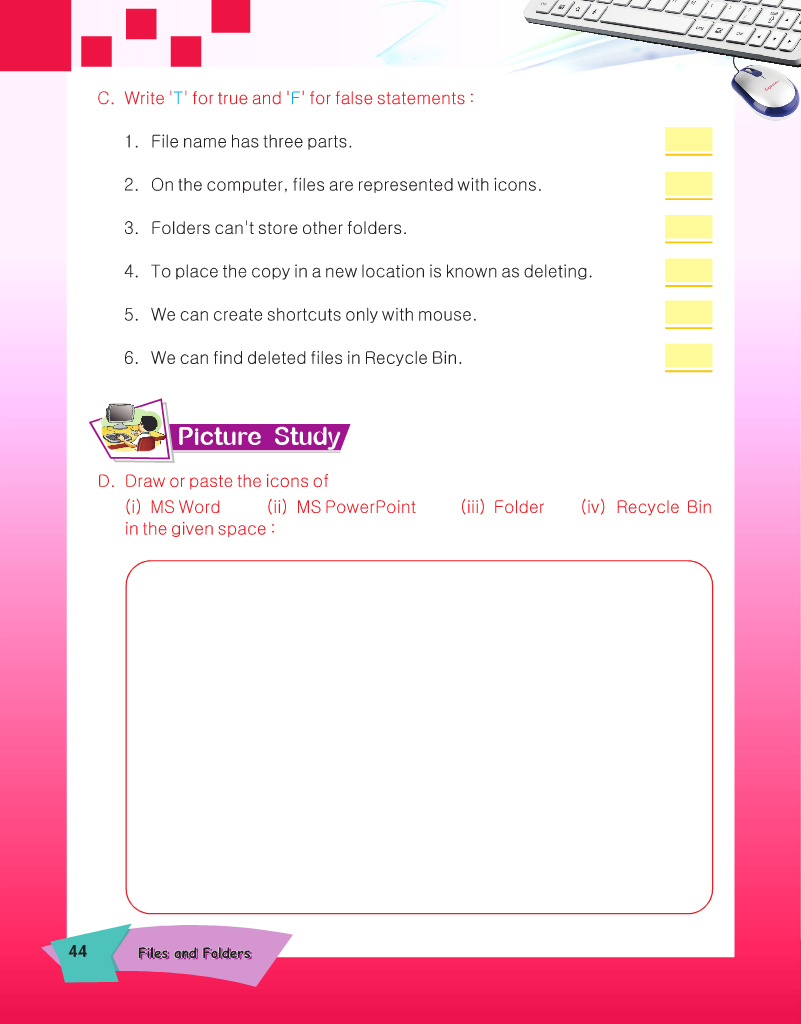 C. Write 'T' for true and 'F' for false statements :
1. File name has three parts.
2. On the computer, files are represented with icons.
3. Folders can't store other folders.
4. To place the copy in a new location is known as deleting.
5. We can create shortcuts only with mouse.
6. We can find deleted files in Recycle Bin.
Picture Study
D. Draw or paste the icons of
(i) MS Word (ii) MS PowerPoint (iii) Folder (iv) Recycle Bin
in the given space :
44 Files and Folders